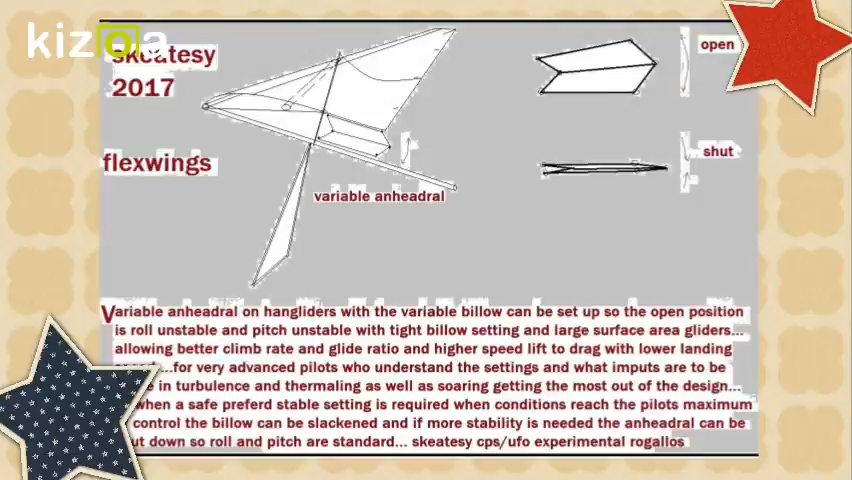 kizoa
skeatesy
2017
flexwings
open
shut
variable anheadral
Variable anheadral on hangliders with the variable billow can be set up so the open position
is roll unstable and pitch unstable with tight billow setting and large surface area gliders...
allowing better climb rate and glide ratio and higher speed lift to drag with lower landing
...for very advanced pilots who understand the settings and what imputs are to be
in turbulence and thermaling as well as soaring getting the most out of the design...
when a safe preferd stable setting is required when conditions reach the pilots maximum
control the billow can be slackened and if more stability is needed the anheadral can be
down so roll and pitch are standard... skeatesy cps/ufo experimental rogallos